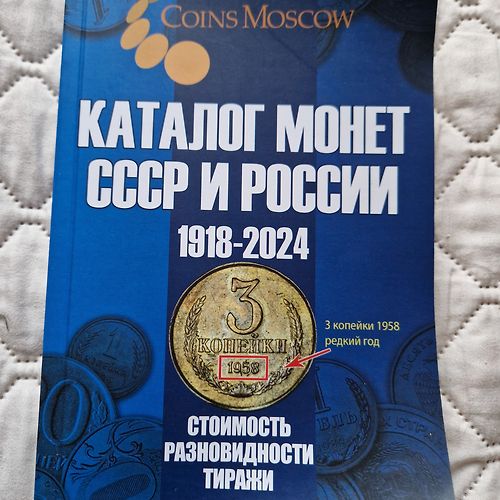 COINS MOSCOW
КАТАЛОГ МОНЕТ
СССР И РОССИИ
1918-2024
3
КОПЕЙКИ
1958
3 копейки 1958
редкий год
СТОИМОСТЬ
РАЗНОВИДНОСТИ
ТИРАЖИ